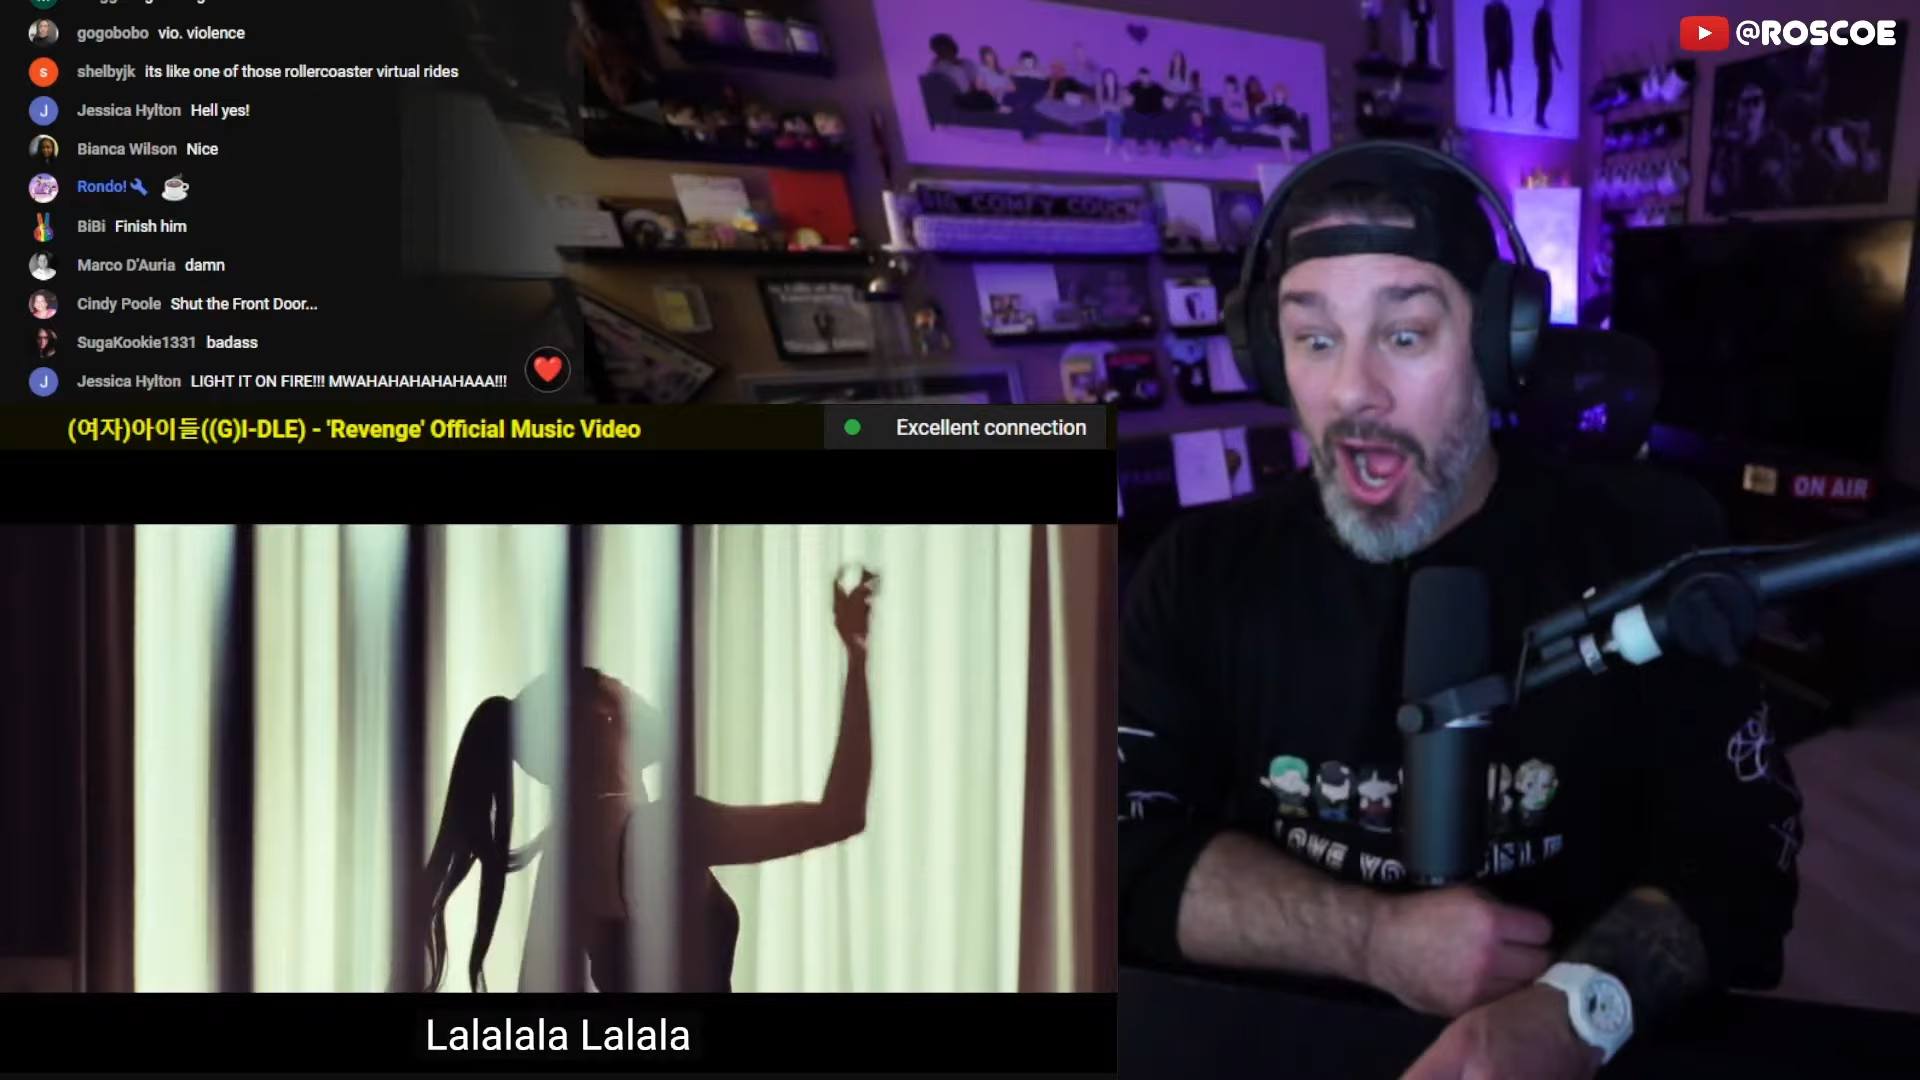 gogobobo vio. violence
shelbyjk its like one of those rollercoaster virtual rides
Jessica Hylton Hell yes!
Bianca Wilson Nice
Rondo!
BiBi Finish him
Marco D'Auria damn
Cindy Poole Shut the Front Door...
SugaKookie1331 badass
Jessica Hylton LIGHT IT ON FIRE!!! MWAHAHAHAHAHAAA!!!
(여자)아이들((G)I-DLE) - 'Revenge' Official Music Video
Excellent connection
Lalalala Lalala
@ROSCOE
BIG COMFY COUCH
ON AIR